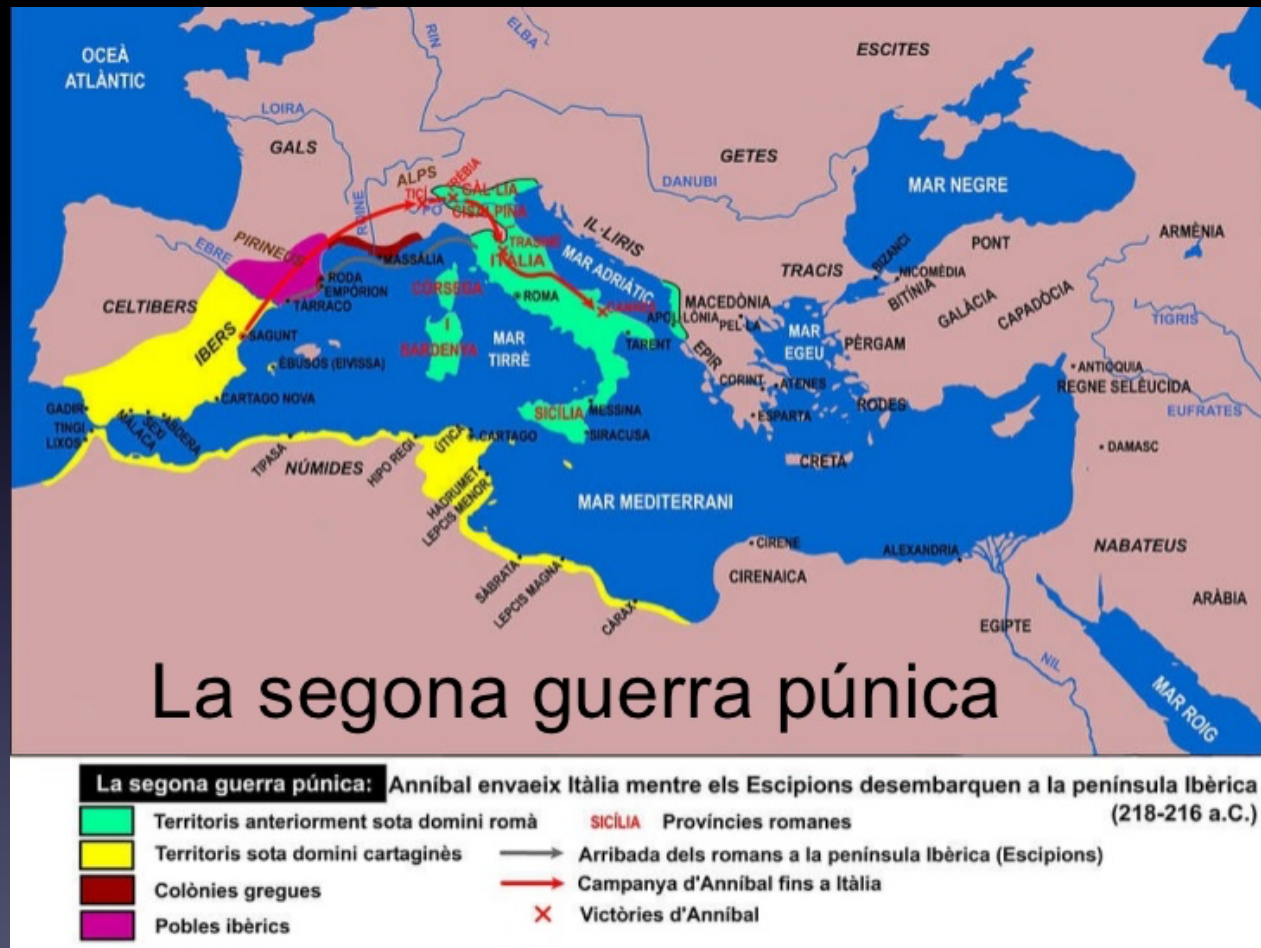 OCEÀ
ATLÀNTIC
RIN
ELBA
ESCITES
LOIRA
GALS
GETES
ALPS
TRÈBIA
TICÍ
GÀL·LIA
PO
CISALPINA
ROINE
DANUBI
MAR NEGRE
IL·LIRIS
PIRINEUS
EBRE
MASSÀLIA
ITÀLIA
MAR ADRIÀTIC
TRACIS
BIZANCI
PONT
ARMÈNIA
NICOMÈDIA
BITÍNIA
GALÀCIA
CAPADÒCIA
CELTIBERS
RODA
EMPÒRION
TÀRRACO
CÒRSEGA
I
SARDENYA
ROMA
MACEDÒNIA
APOL·LÒNIA
PEL·LA
TIGRIS
IBERS
SAGUNT
MAR
TIRRÈ
TARENT
EPIR
MAR
EGEU
PÈRGAM
ÈBUSOS (EIVISSA)
ANTIÒQUIA
REGNE SELÈUCIDA
CARTAGO NOVA
CORINT
ATENES
EUFRATES
GADIR
TINGI
LIXOS
MÀLACA
SEXI
ABDERA
SICÍLIA
MESSINA
ESPARTA
RODES
TIPASA
NÚMIDES
HIPO REGI
ÚTICA
CARTAGO
SIRACUSA
DAMASC
CRETA
HADRUMET
LEPCIS MENOR
MAR MEDITERRANI
CIRENE
ALEXANDRIA
NABATEUS
SÀBRATA
LEPCIS MAGNA
CÀRAX
CIRENAICA
ARÀBIA
EGIPTE
NIL
MAR ROIG
La segona guerra púnica
La segona guerra púnica: Anníbal envaeix Itàlia mentre els Escipions desembarquen a la península Ibèrica
(218-216 a.C.)
Territoris anteriorment sota domini romà
SICÍLIA Províncies romanes
Territoris sota domini cartaginès
Arribada dels romans a la península Ibèrica (Escipions)
Colònies gregues
Campanya d'Anníbal fins a Itàlia
Pobles ibèrics
Victòries d'Anníbal